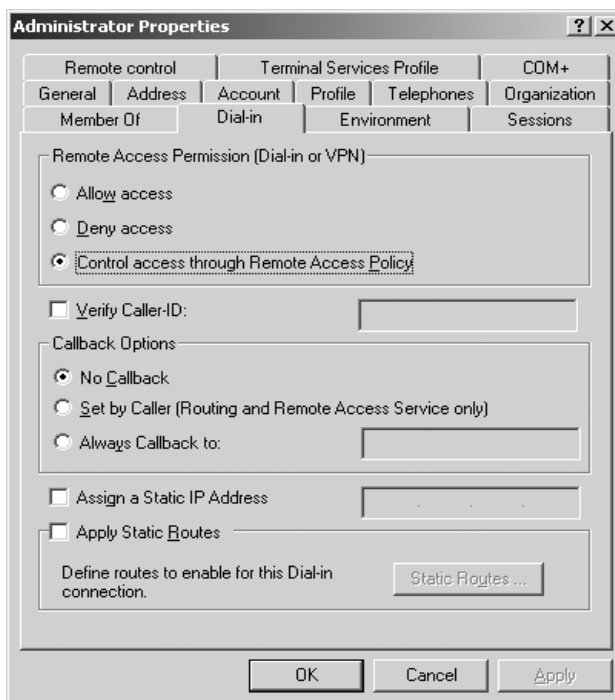 Administrator Properties
Remote control Terminal Services Profile COM+
General Address Account Profile Telephones Organization
Member Of Dial-in Environment Sessions
Remote Access Permission (Dial-in or VPN)
Allow access
Deny access
Control access through Remote Access Policy
Verify Caller-ID:
Callback Options
No Callback
Set by Caller (Routing and Remote Access Service only)
Always Callback to:
Assign a Static IP Address
Apply Static Routes
Define routes to enable for this Dial-in
connection.
Static Routes ...
OK Cancel Apply